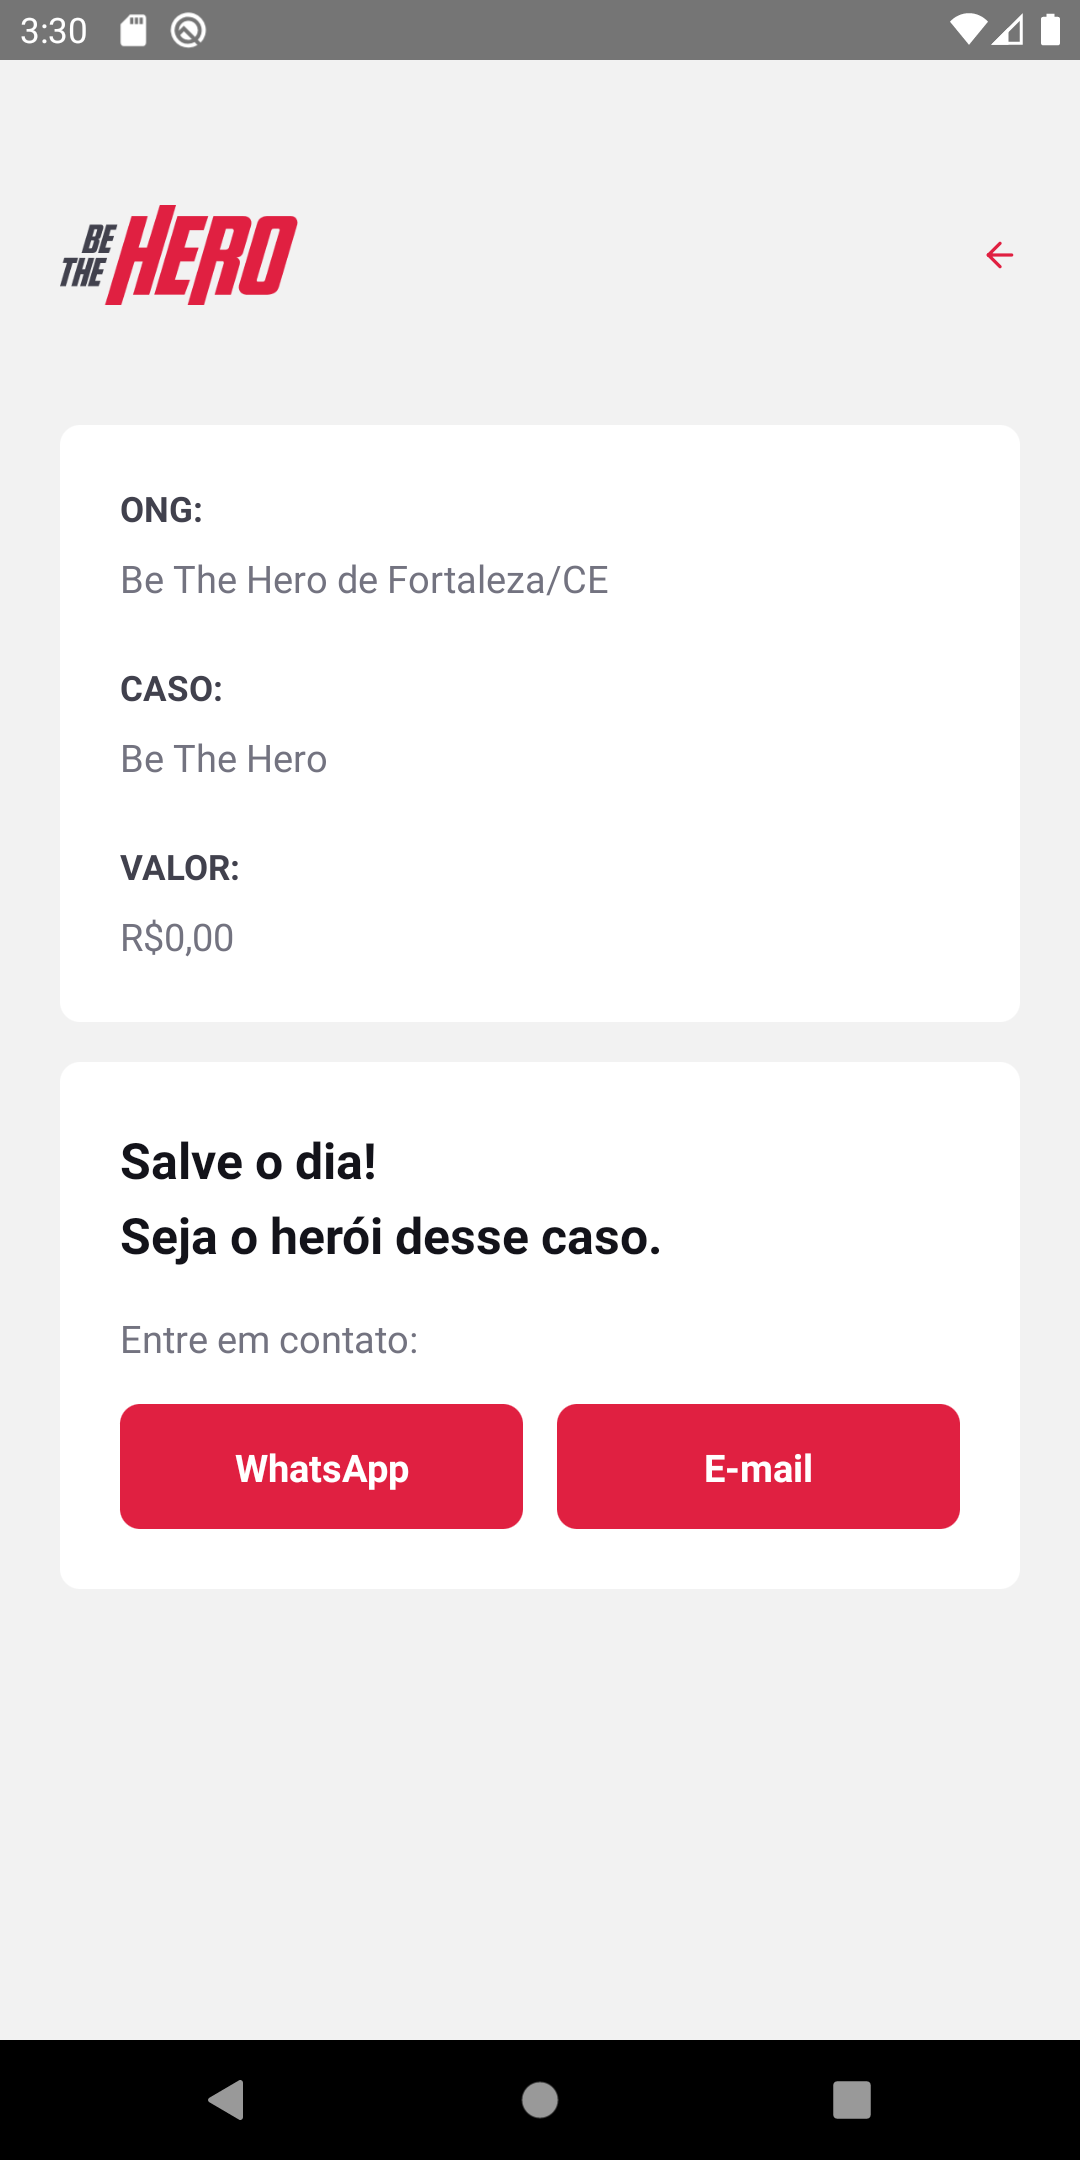 3:30
BE
THE
HERO
ONG:
Be The Hero de Fortaleza/CE
CASO:
Be The Hero
VALOR:
R$0,00
Salve o dia!
Seja o herói desse caso.
Entre em contato:
WhatsApp
E-mail